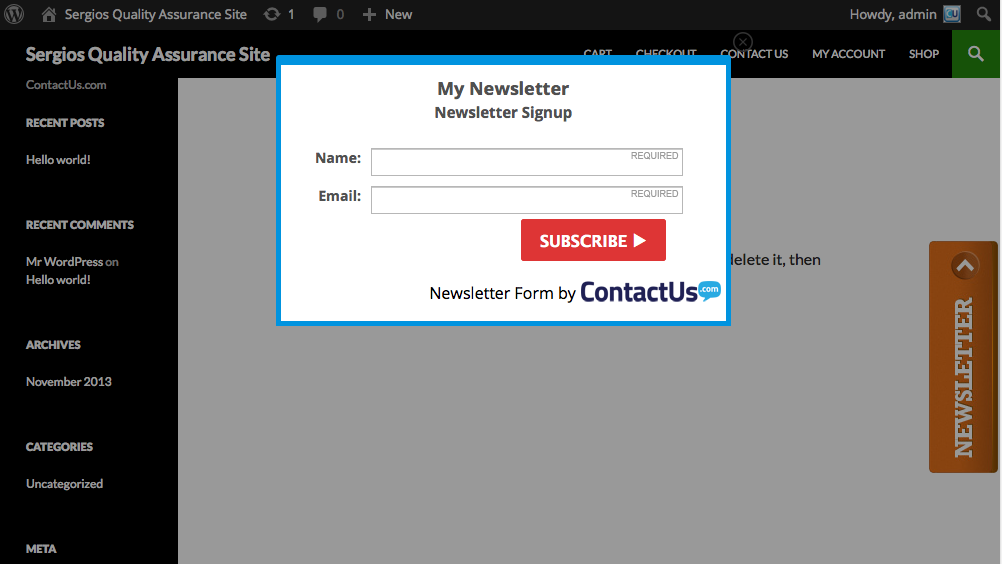 Sergios Quality Assurance Site 1 0 New Howdy, admin
Sergios Quality Assurance Site
CART CHECKOUT CONTACT US MY ACCOUNT SHOP
ContactUs.com
RECENT POSTS
Hello world!
RECENT COMMENTS
Mr WordPress on
Hello world!
ARCHIVES
November 2013
CATEGORIES
Uncategorized
META
My Newsletter
Newsletter Signup
Name: REQUIRED
Email: REQUIRED
SUBSCRIBE
Newsletter Form by ContactUs.com
delete it, then
NEWSLETTER